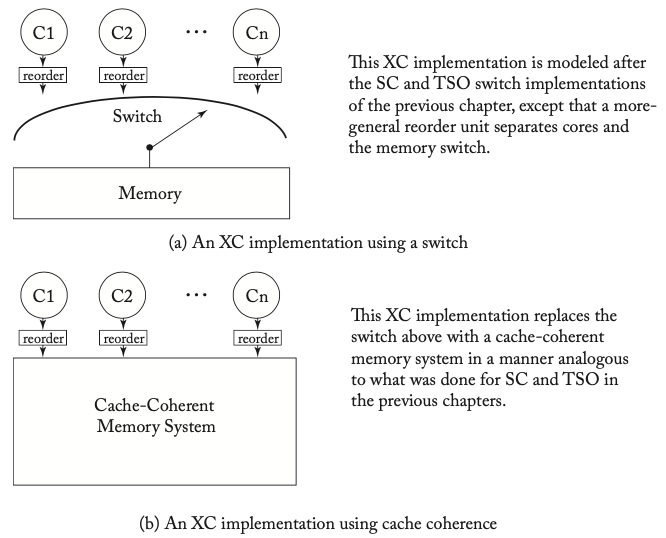 C1
C2
...
Cn
reorder
reorder
reorder
Switch
Memory
This XC implementation is modeled after
the SC and TSO switch implementations
of the previous chapter, except that a more-
general reorder unit separates cores and
the memory switch.
(a) An XC implementation using a switch
C1
C2
...
Cn
reorder
reorder
reorder
Cache-Coherent
Memory System
This XC implementation replaces the
switch above with a cache-coherent
memory system in a manner analogous
to what was done for SC and TSO in
the previous chapters.
(b) An XC implementation using cache coherence